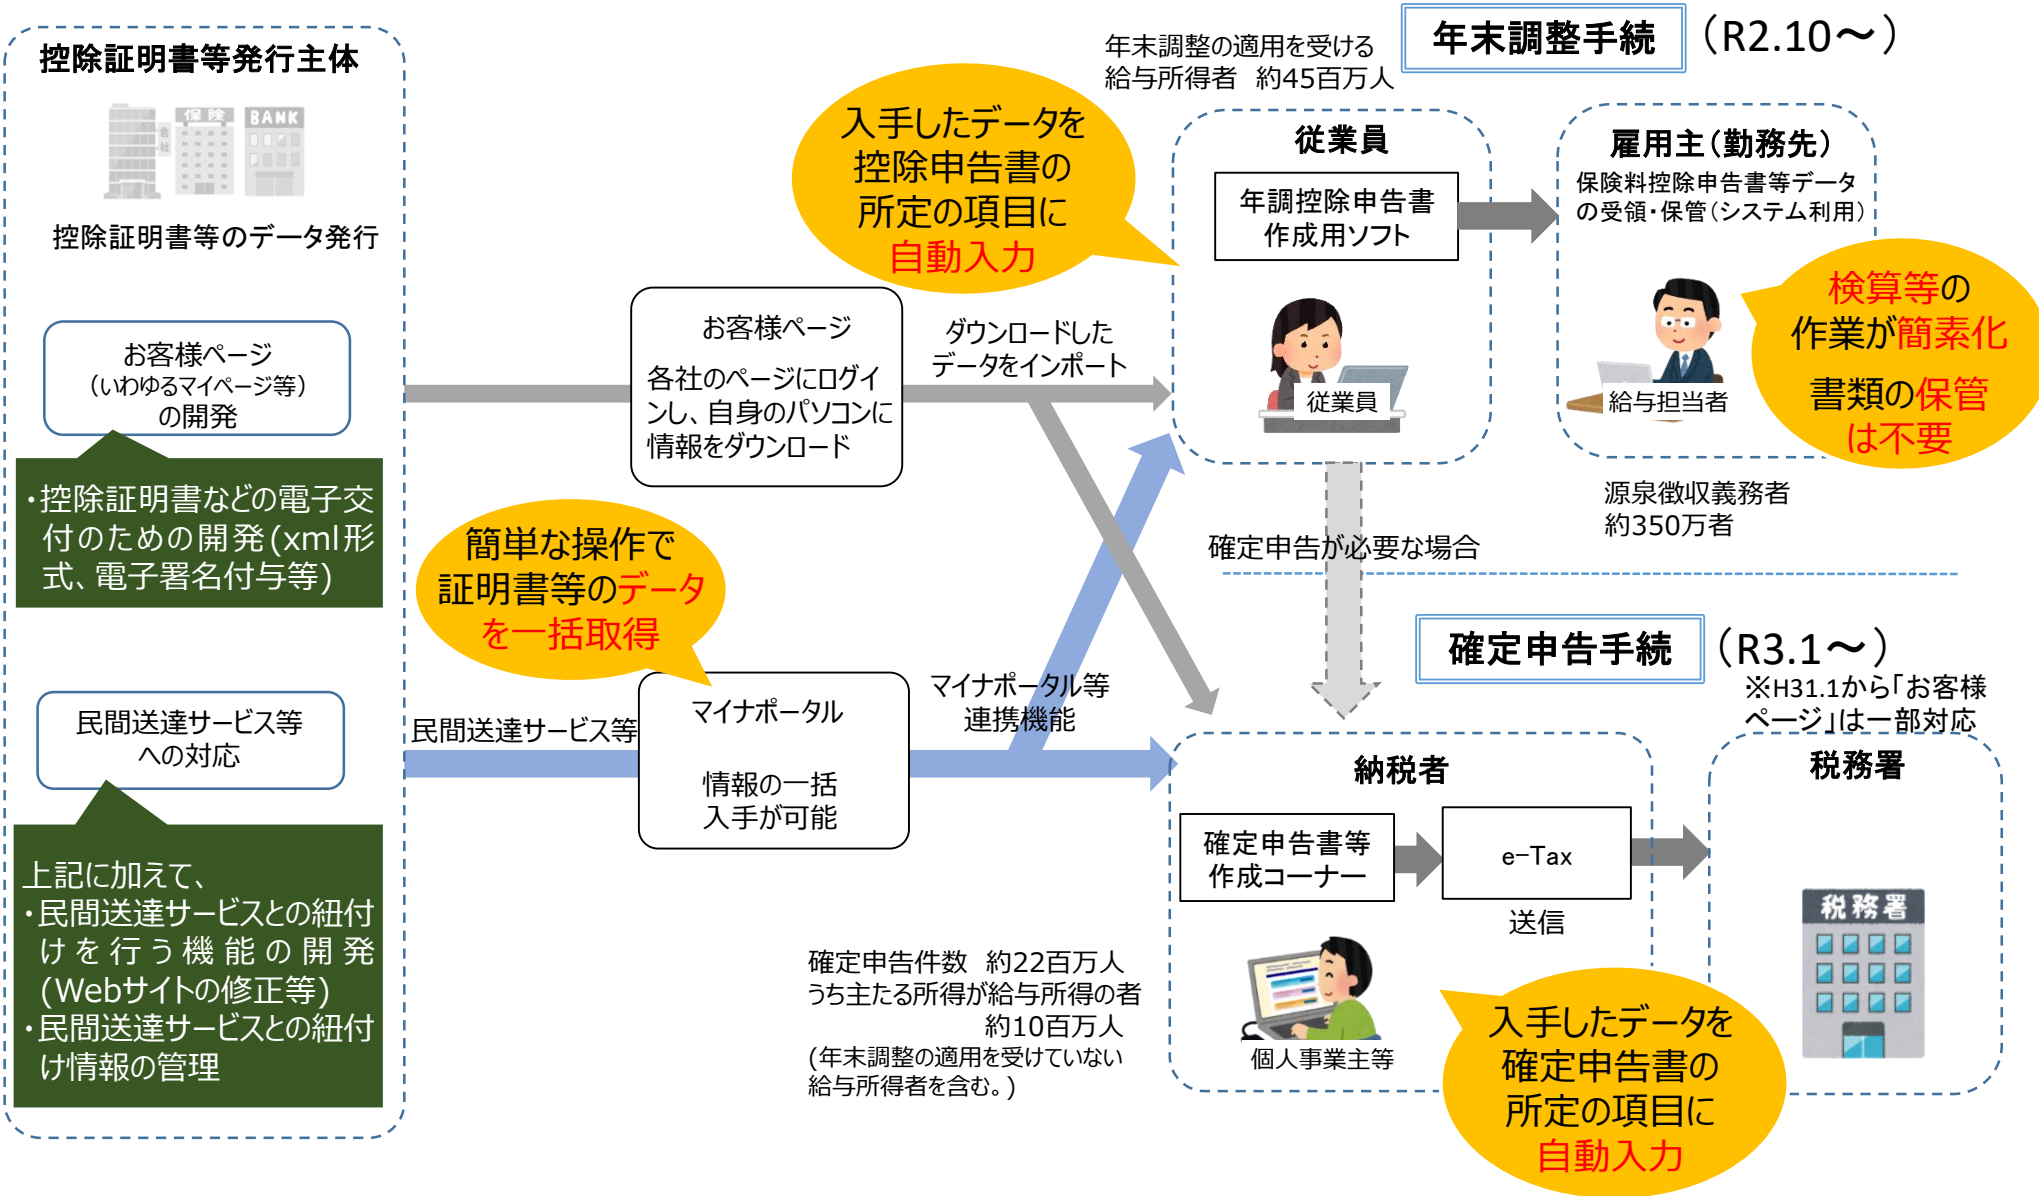 控除証明書等発行主体
会社
保険
BANK
控除証明書等のデータ発行
お客様ページ
（いわゆるマイページ等）
の開発
・控除証明書などの電子交
付のための開発(xml形
式、電子署名付与等)
民間送達サービス等
への対応
上記に加えて、
・民間送達サービスとの紐付
けを行う機能の開発
(Webサイトの修正等)
・民間送達サービスとの紐付
け情報の管理
お客様ページ
各社のページにログイ
ンし、自身のパソコンに
情報をダウンロード
ダウンロードした
データをインポート
簡単な操作で
証明書等のデータ
を一括取得
民間送達サービス等
マイナポータル
情報の一括
入手が可能
マイナポータル等
連携機能
年末調整手続
（R2.10～）
年末調整の適用を受ける
給与所得者　約45百万人
入手したデータを
控除申告書の
所定の項目に
自動入力
従業員
年調控除申告書
作成用ソフト
従業員
雇用主（勤務先）
保険料控除申告書等データ
の受領・保管（システム利用）
給与担当者
検算等の
作業が簡素化
書類の保管
は不要
源泉徴収義務者
約350万者
確定申告が必要な場合
確定申告手続
（R3.1～）
※H31.1から「お客様
ページ」は一部対応
納税者
確定申告書等
作成コーナー
e-Tax
送信
個人事業主等
税務署
税務署
確定申告件数　約22百万人
うち主たる所得が給与所得の者
約10百万人
(年末調整の適用を受けていない
給与所得者を含む。)
入手したデータを
確定申告書の
所定の項目に
自動入力